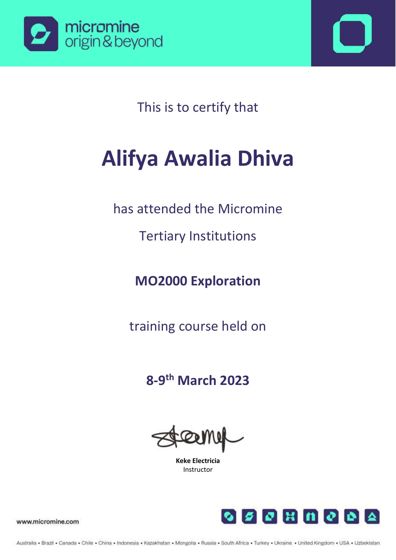 micromine
origin & beyond
This is to certify that
Alifya Awalia Dhiva
has attended the Micromine
Tertiary Institutions
MO2000 Exploration
training course held on
8-9th March 2023
Keke Electricia
Instructor
www.micromine.com
Australia • Brazil • Canada • Chile • China • Indonesia • Kazakhstan • Mongolia • Russia • South Africa • Turkey • Ukraine • United Kingdom • USA • Uzbekistan